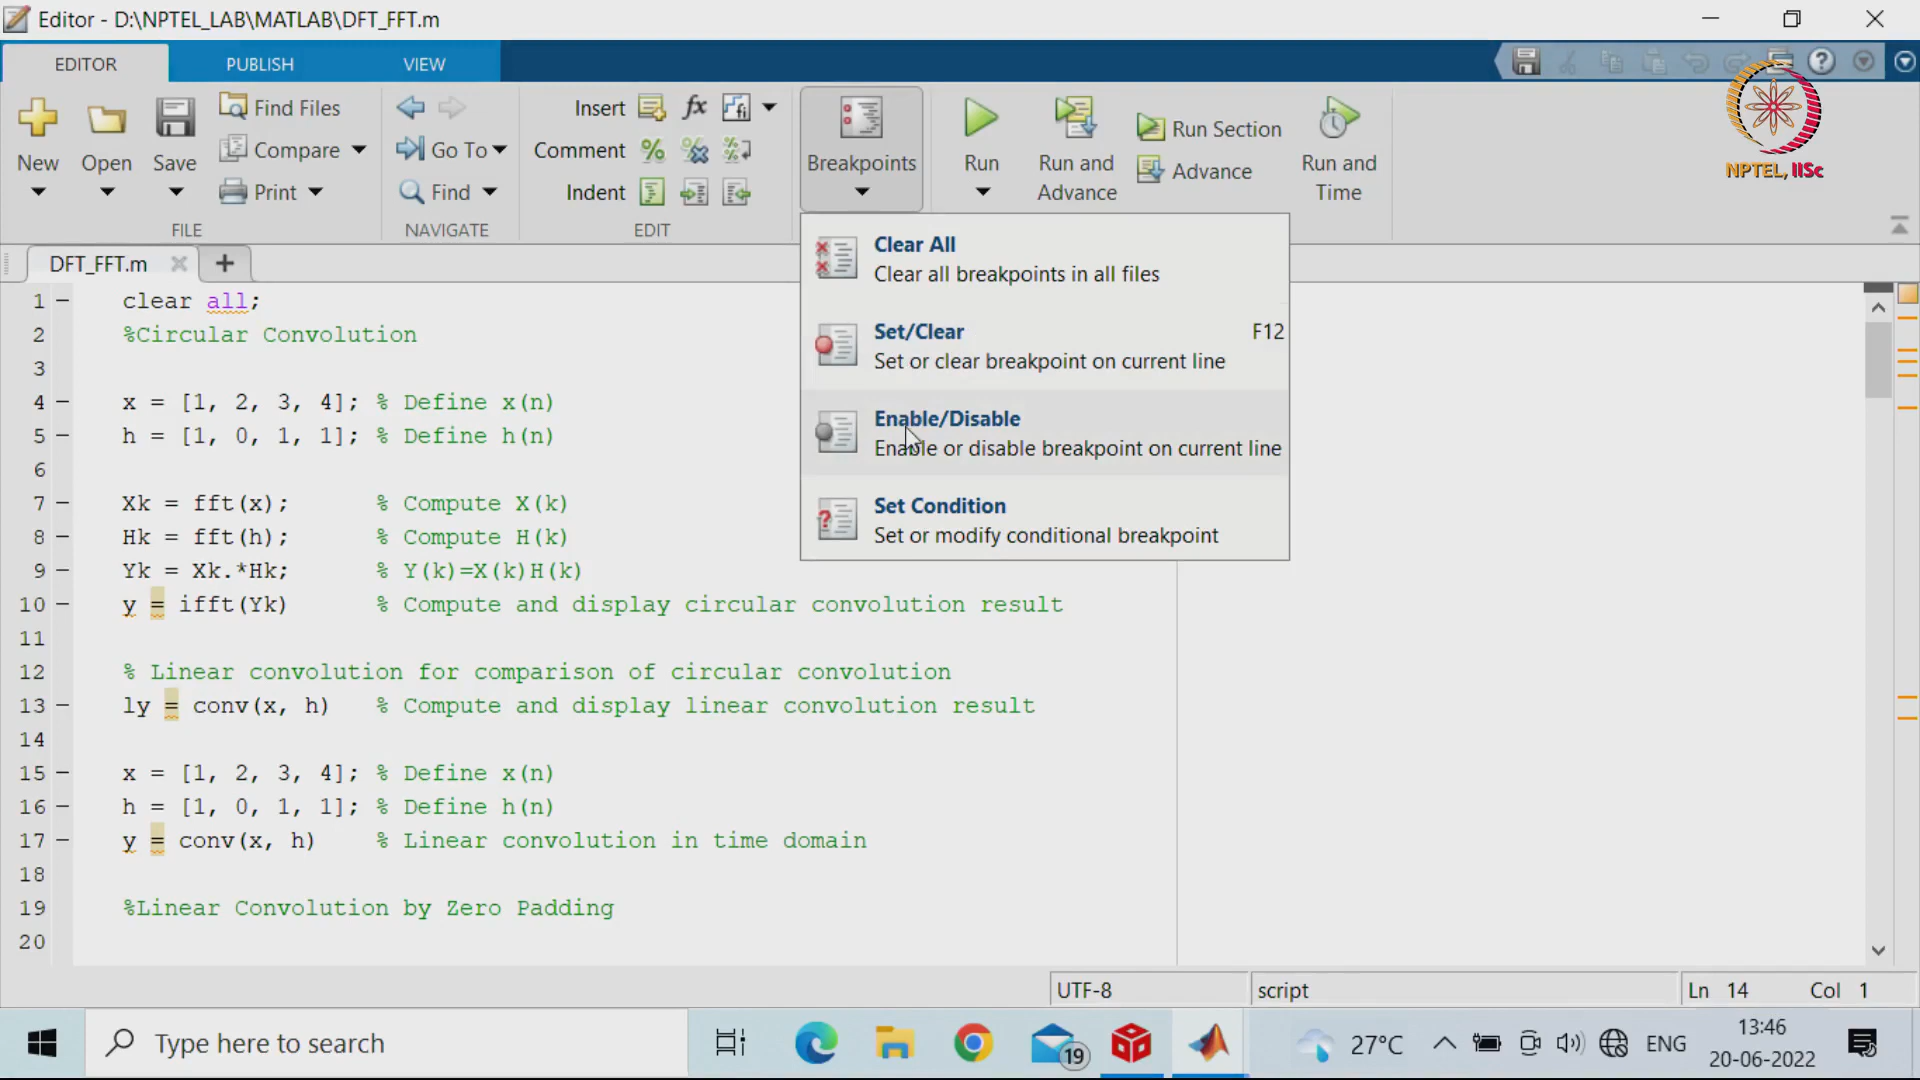 Editor - D:\NPTEL_LAB\MATLAB\DFT_FFT.m
EDITOR PUBLISH VIEW
New Open Save Find Files Compare Print
Go To Find
Insert fx
Comment
Indent
Breakpoints Run Run and Advance Run Section Advance Run and Time
NPTEL, IISc
FILE NAVIGATE EDIT
DFT_FFT.m
Clear All
Clear all breakpoints in all files
Set/Clear F12
Set or clear breakpoint on current line
Enable/Disable
Enable or disable breakpoint on current line
Set Condition
Set or modify conditional breakpoint
1 clear all;
2 %Circular Convolution
3
4 x = [1, 2, 3, 4]; % Define x(n)
5 h = [1, 0, 1, 1]; % Define h(n)
6
7 Xk = fft(x); % Compute X(k)
8 Hk = fft(h); % Compute H(k)
9 Yk = Xk.*Hk; % Y(k)=X(k)H(k)
10 y = ifft(Yk) % Compute and display circular convolution result
11
12 % Linear convolution for comparison of circular convolution
13 ly = conv(x, h) % Compute and display linear convolution result
14
15 x = [1, 2, 3, 4]; % Define x(n)
16 h = [1, 0, 1, 1]; % Define h(n)
17 y = conv(x, h) % Linear convolution in time domain
18
19 %Linear Convolution by Zero Padding
20
UTF-8 script Ln 14 Col 1
Type here to search 19 27°C ENG 13:46
20-06-2022